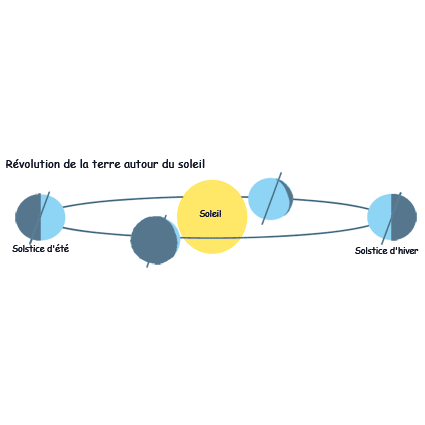 Révolution de la terre autour du soleil
Soleil
Solstice d'été
Solstice d'hiver